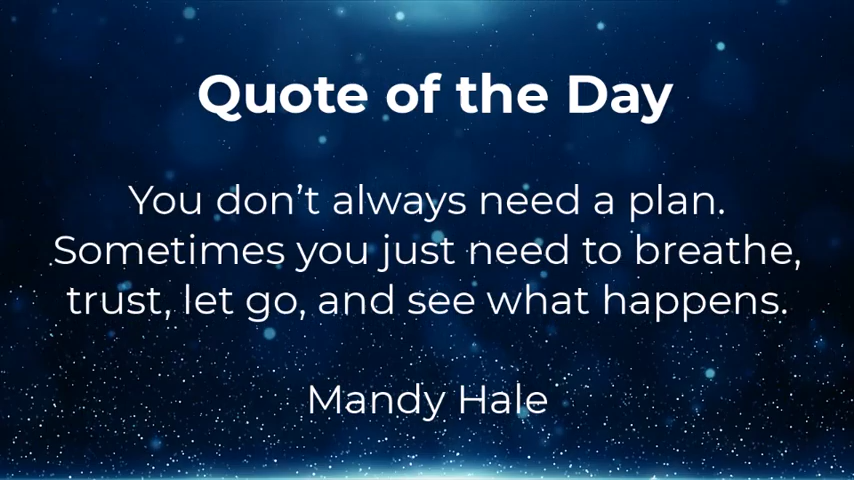 Quote of the Day
You don’t always need a plan.
Sometimes you just need to breathe,
trust, let go, and see what happens.
Mandy Hale